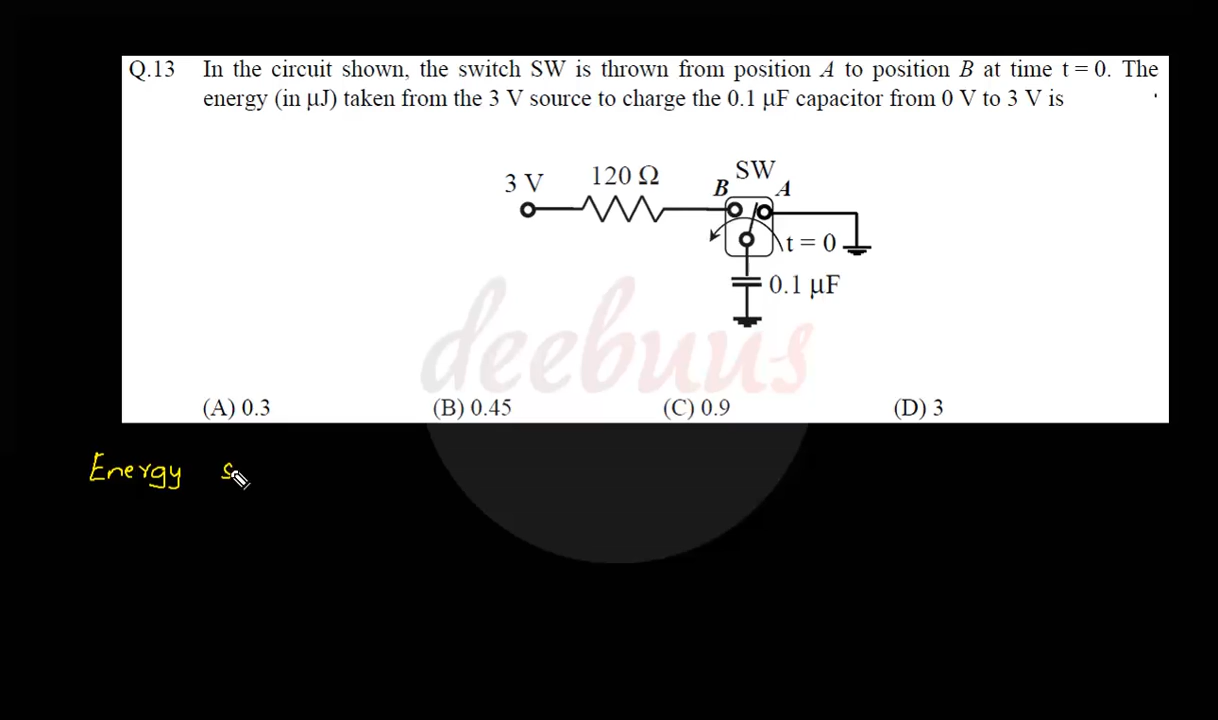 Q.13 In the circuit shown, the switch SW is thrown from position A to position B at time t = 0. The
energy (in μJ) taken from the 3 V source to charge the 0.1 μF capacitor from 0 V to 3 V is
SW
3 V 120 Ω B A
t = 0
0.1 μF
deebuus
(A) 0.3 (B) 0.45 (C) 0.9 (D) 3
Energy s